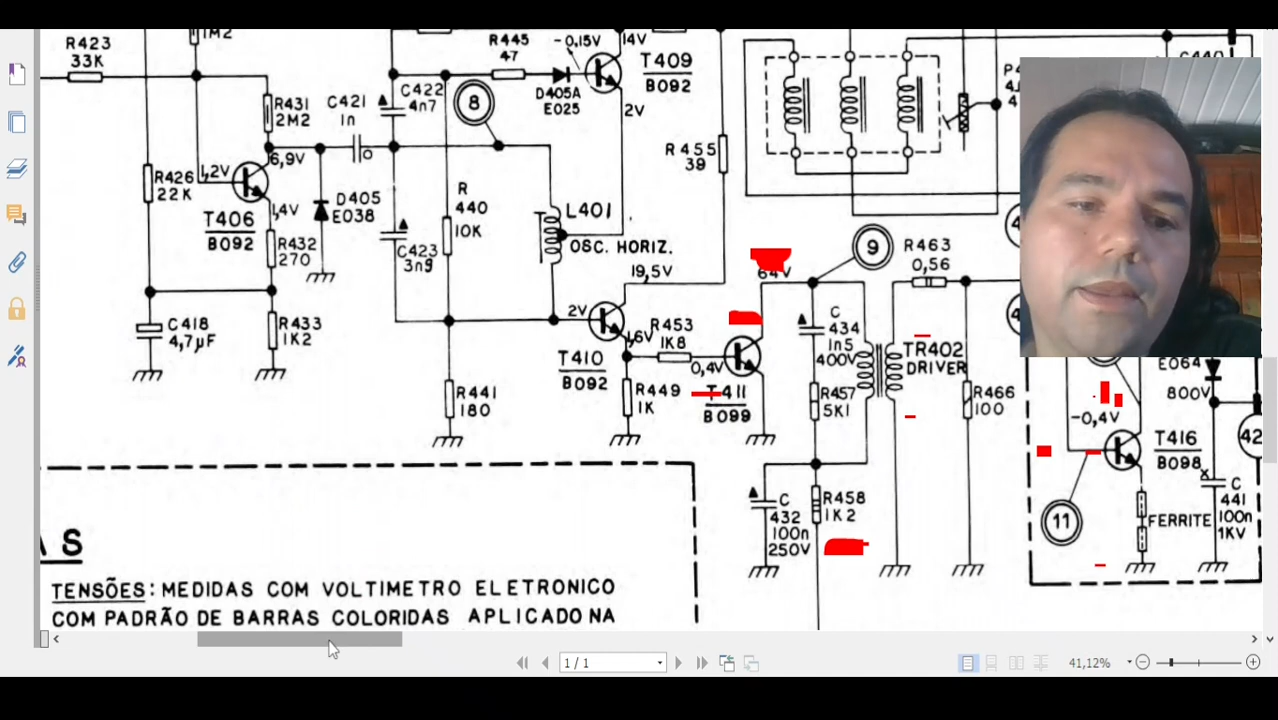 R423
33K
1M2
R431
2M2
C421
1n
C422
4n7
8
R445
47
-0,15V
D405A
E025
14V
T409
B092
2V
R455
39
C440
6,9V
1,2V
R426
22K
T406
B092
1,4V
R432
270
D405
E038
C423
3n9
R
440
10K
L401
OSC. HORIZ.
19,5V
64V
9
R463
0,56
C418
4,7µF
R433
1K2
2V
T410
B092
1,6V
R453
1K8
0,4V
T411
B099
R449
1K
R441
180
C
434
1n5
400V
R457
5K1
TR402
DRIVER
R466
100
E064
800V
-0,4V
T416
B098
42
11
FERRITE
C
441
100n
1KV
C
432
100n
250V
R458
1K2
AS
TENSÕES: MEDIDAS COM VOLTIMETRO ELETRONICO
COM PADRÃO DE BARRAS COLORIDAS APLICADO NA
1 / 1
41,12%